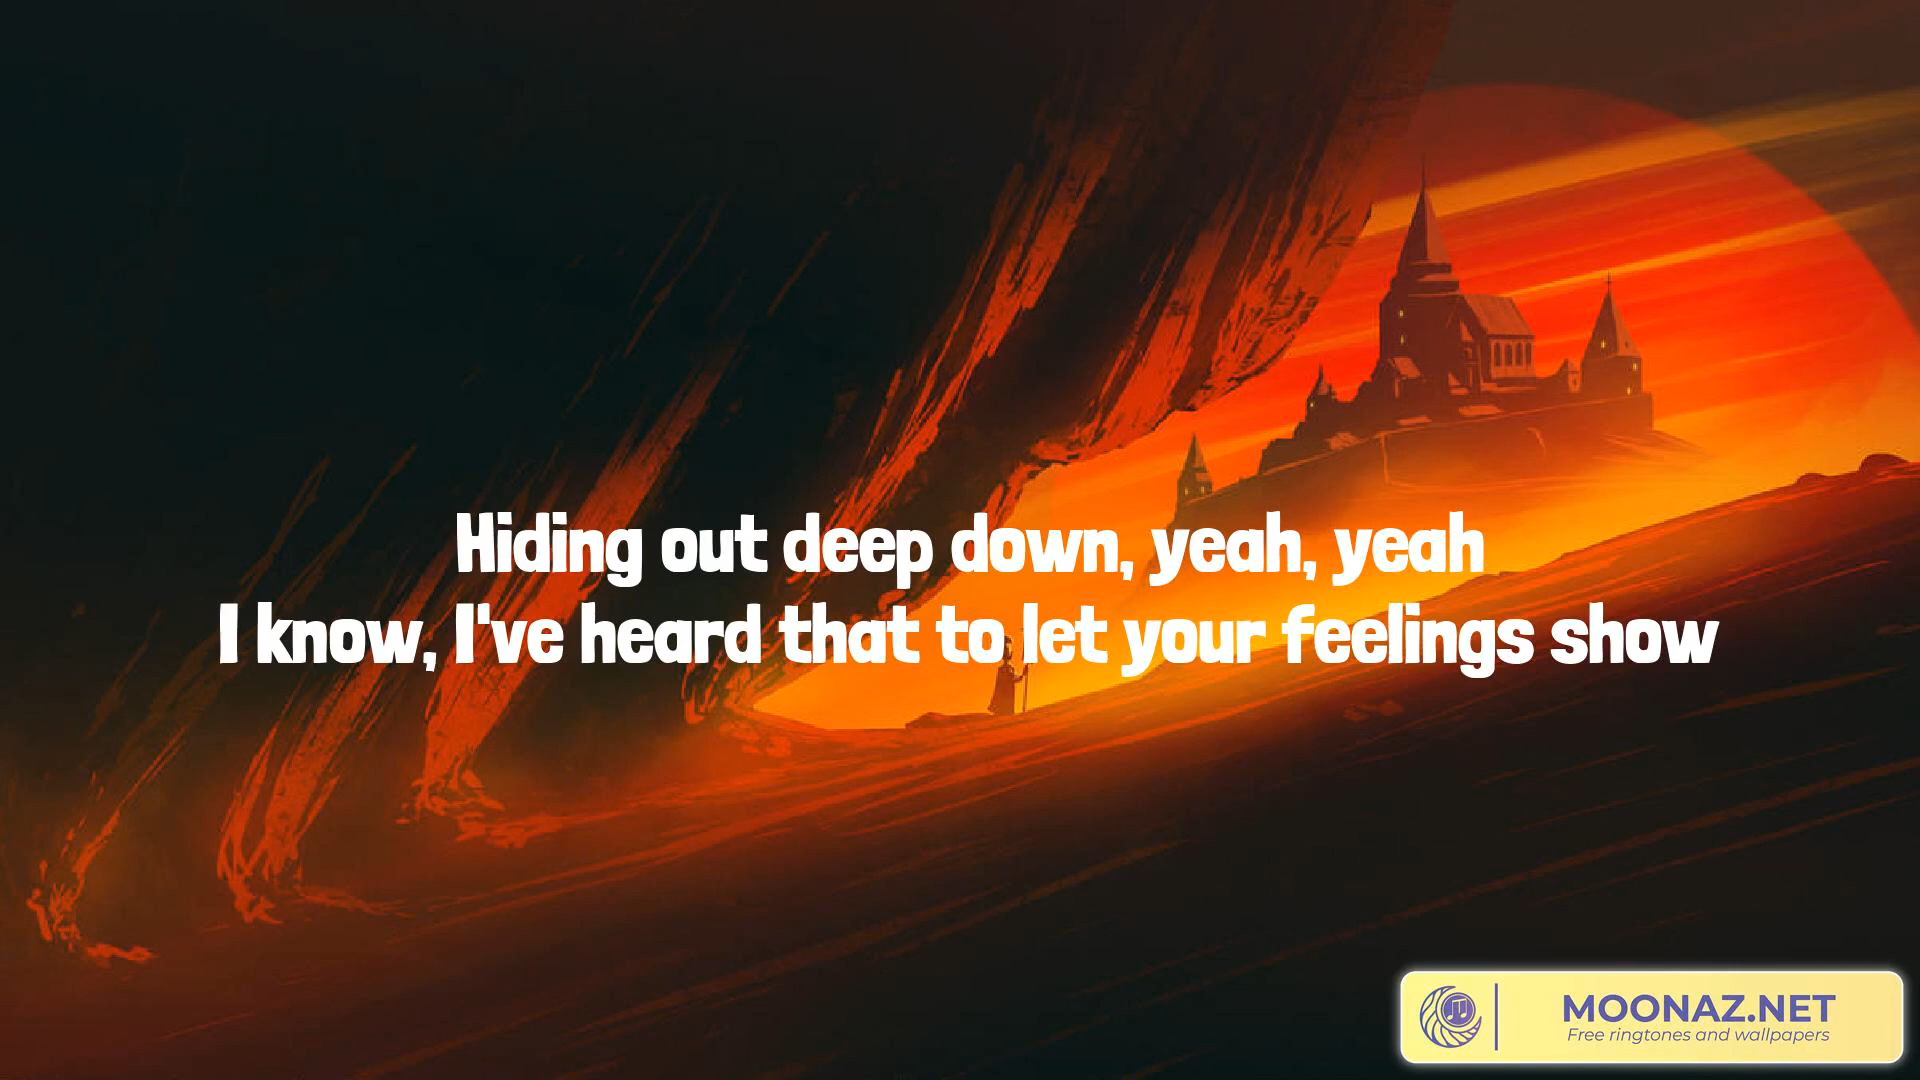 Hiding out deep down, yeah, yeah
I know, I've heard that to let your feelings show
MOONAZ.NET
Free ringtones and wallpapers